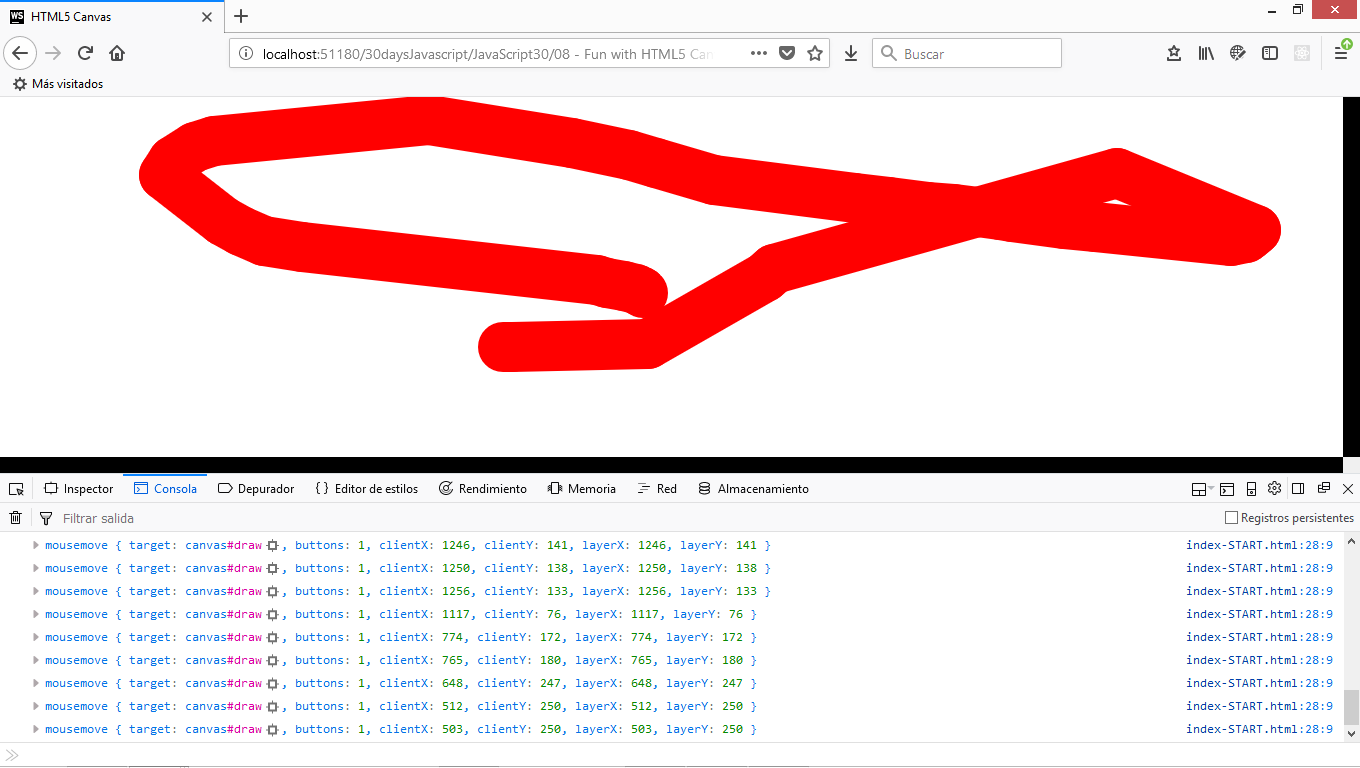 WS HTML5 Canvas
localhost:51180/30daysJavascript/JavaScript30/08 - Fun with HTML5 Can
Buscar
Más visitados
Inspector Consola Depurador Editor de estilos Rendimiento Memoria Red Almacenamiento
Filtrar salida Registros persistentes
mousemove { target: canvas#draw, buttons: 1, clientX: 1246, clientY: 141, layerX: 1246, layerY: 141 } index-START.html:28:9
mousemove { target: canvas#draw, buttons: 1, clientX: 1250, clientY: 138, layerX: 1250, layerY: 138 } index-START.html:28:9
mousemove { target: canvas#draw, buttons: 1, clientX: 1256, clientY: 133, layerX: 1256, layerY: 133 } index-START.html:28:9
mousemove { target: canvas#draw, buttons: 1, clientX: 1117, clientY: 76, layerX: 1117, layerY: 76 } index-START.html:28:9
mousemove { target: canvas#draw, buttons: 1, clientX: 774, clientY: 172, layerX: 774, layerY: 172 } index-START.html:28:9
mousemove { target: canvas#draw, buttons: 1, clientX: 765, clientY: 180, layerX: 765, layerY: 180 } index-START.html:28:9
mousemove { target: canvas#draw, buttons: 1, clientX: 648, clientY: 247, layerX: 648, layerY: 247 } index-START.html:28:9
mousemove { target: canvas#draw, buttons: 1, clientX: 512, clientY: 250, layerX: 512, layerY: 250 } index-START.html:28:9
mousemove { target: canvas#draw, buttons: 1, clientX: 503, clientY: 250, layerX: 503, layerY: 250 } index-START.html:28:9